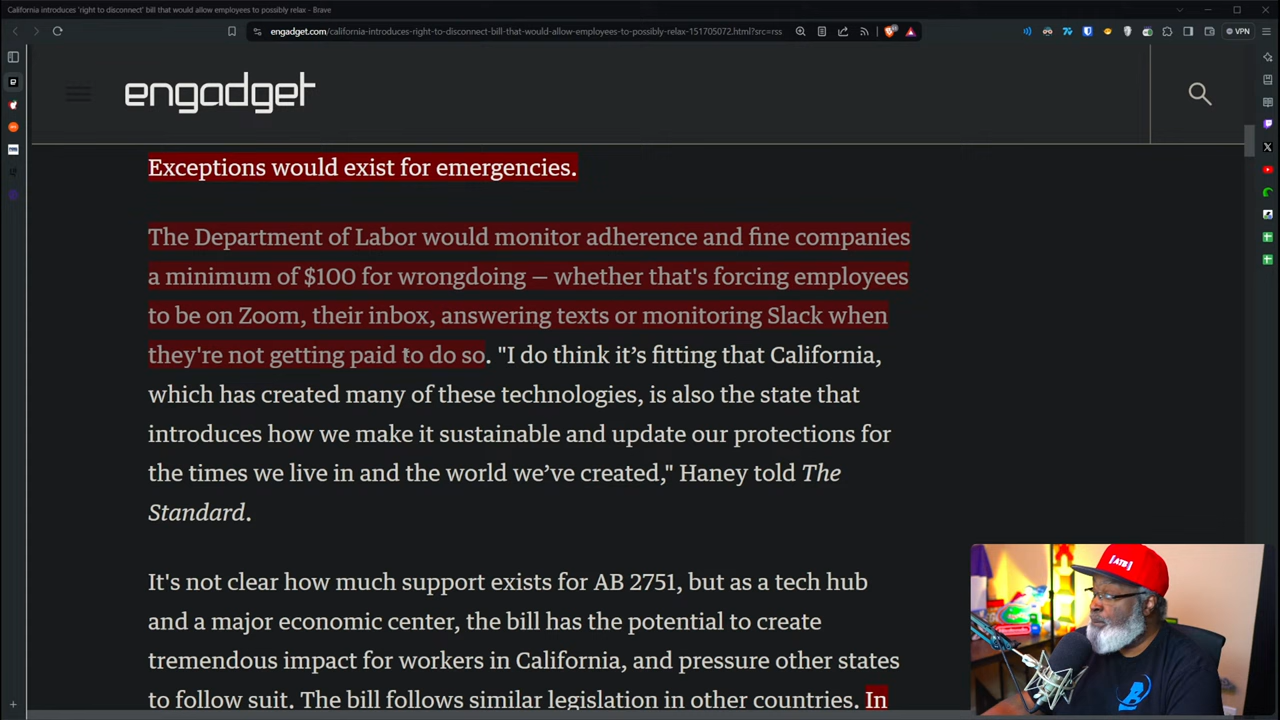 California introduces 'right to disconnect' bill that would allow employees to possibly relax - Brave
engadget.com/california-introduces-right-to-disconnect-bill-that-would-allow-employees-to-possibly-relax-151705072.html?src=rss
VPN
engadget
Exceptions would exist for emergencies.
The Department of Labor would monitor adherence and fine companies
a minimum of $100 for wrongdoing — whether that's forcing employees
to be on Zoom, their inbox, answering texts or monitoring Slack when
they're not getting paid to do so. "I do think it’s fitting that California,
which has created many of these technologies, is also the state that
introduces how we make it sustainable and update our protections for
the times we live in and the world we’ve created," Haney told The
Standard.
It's not clear how much support exists for AB 2751, but as a tech hub
and a major economic center, the bill has the potential to create
tremendous impact for workers in California, and pressure other states
to follow suit. The bill follows similar legislation in other countries. In
[ATB]